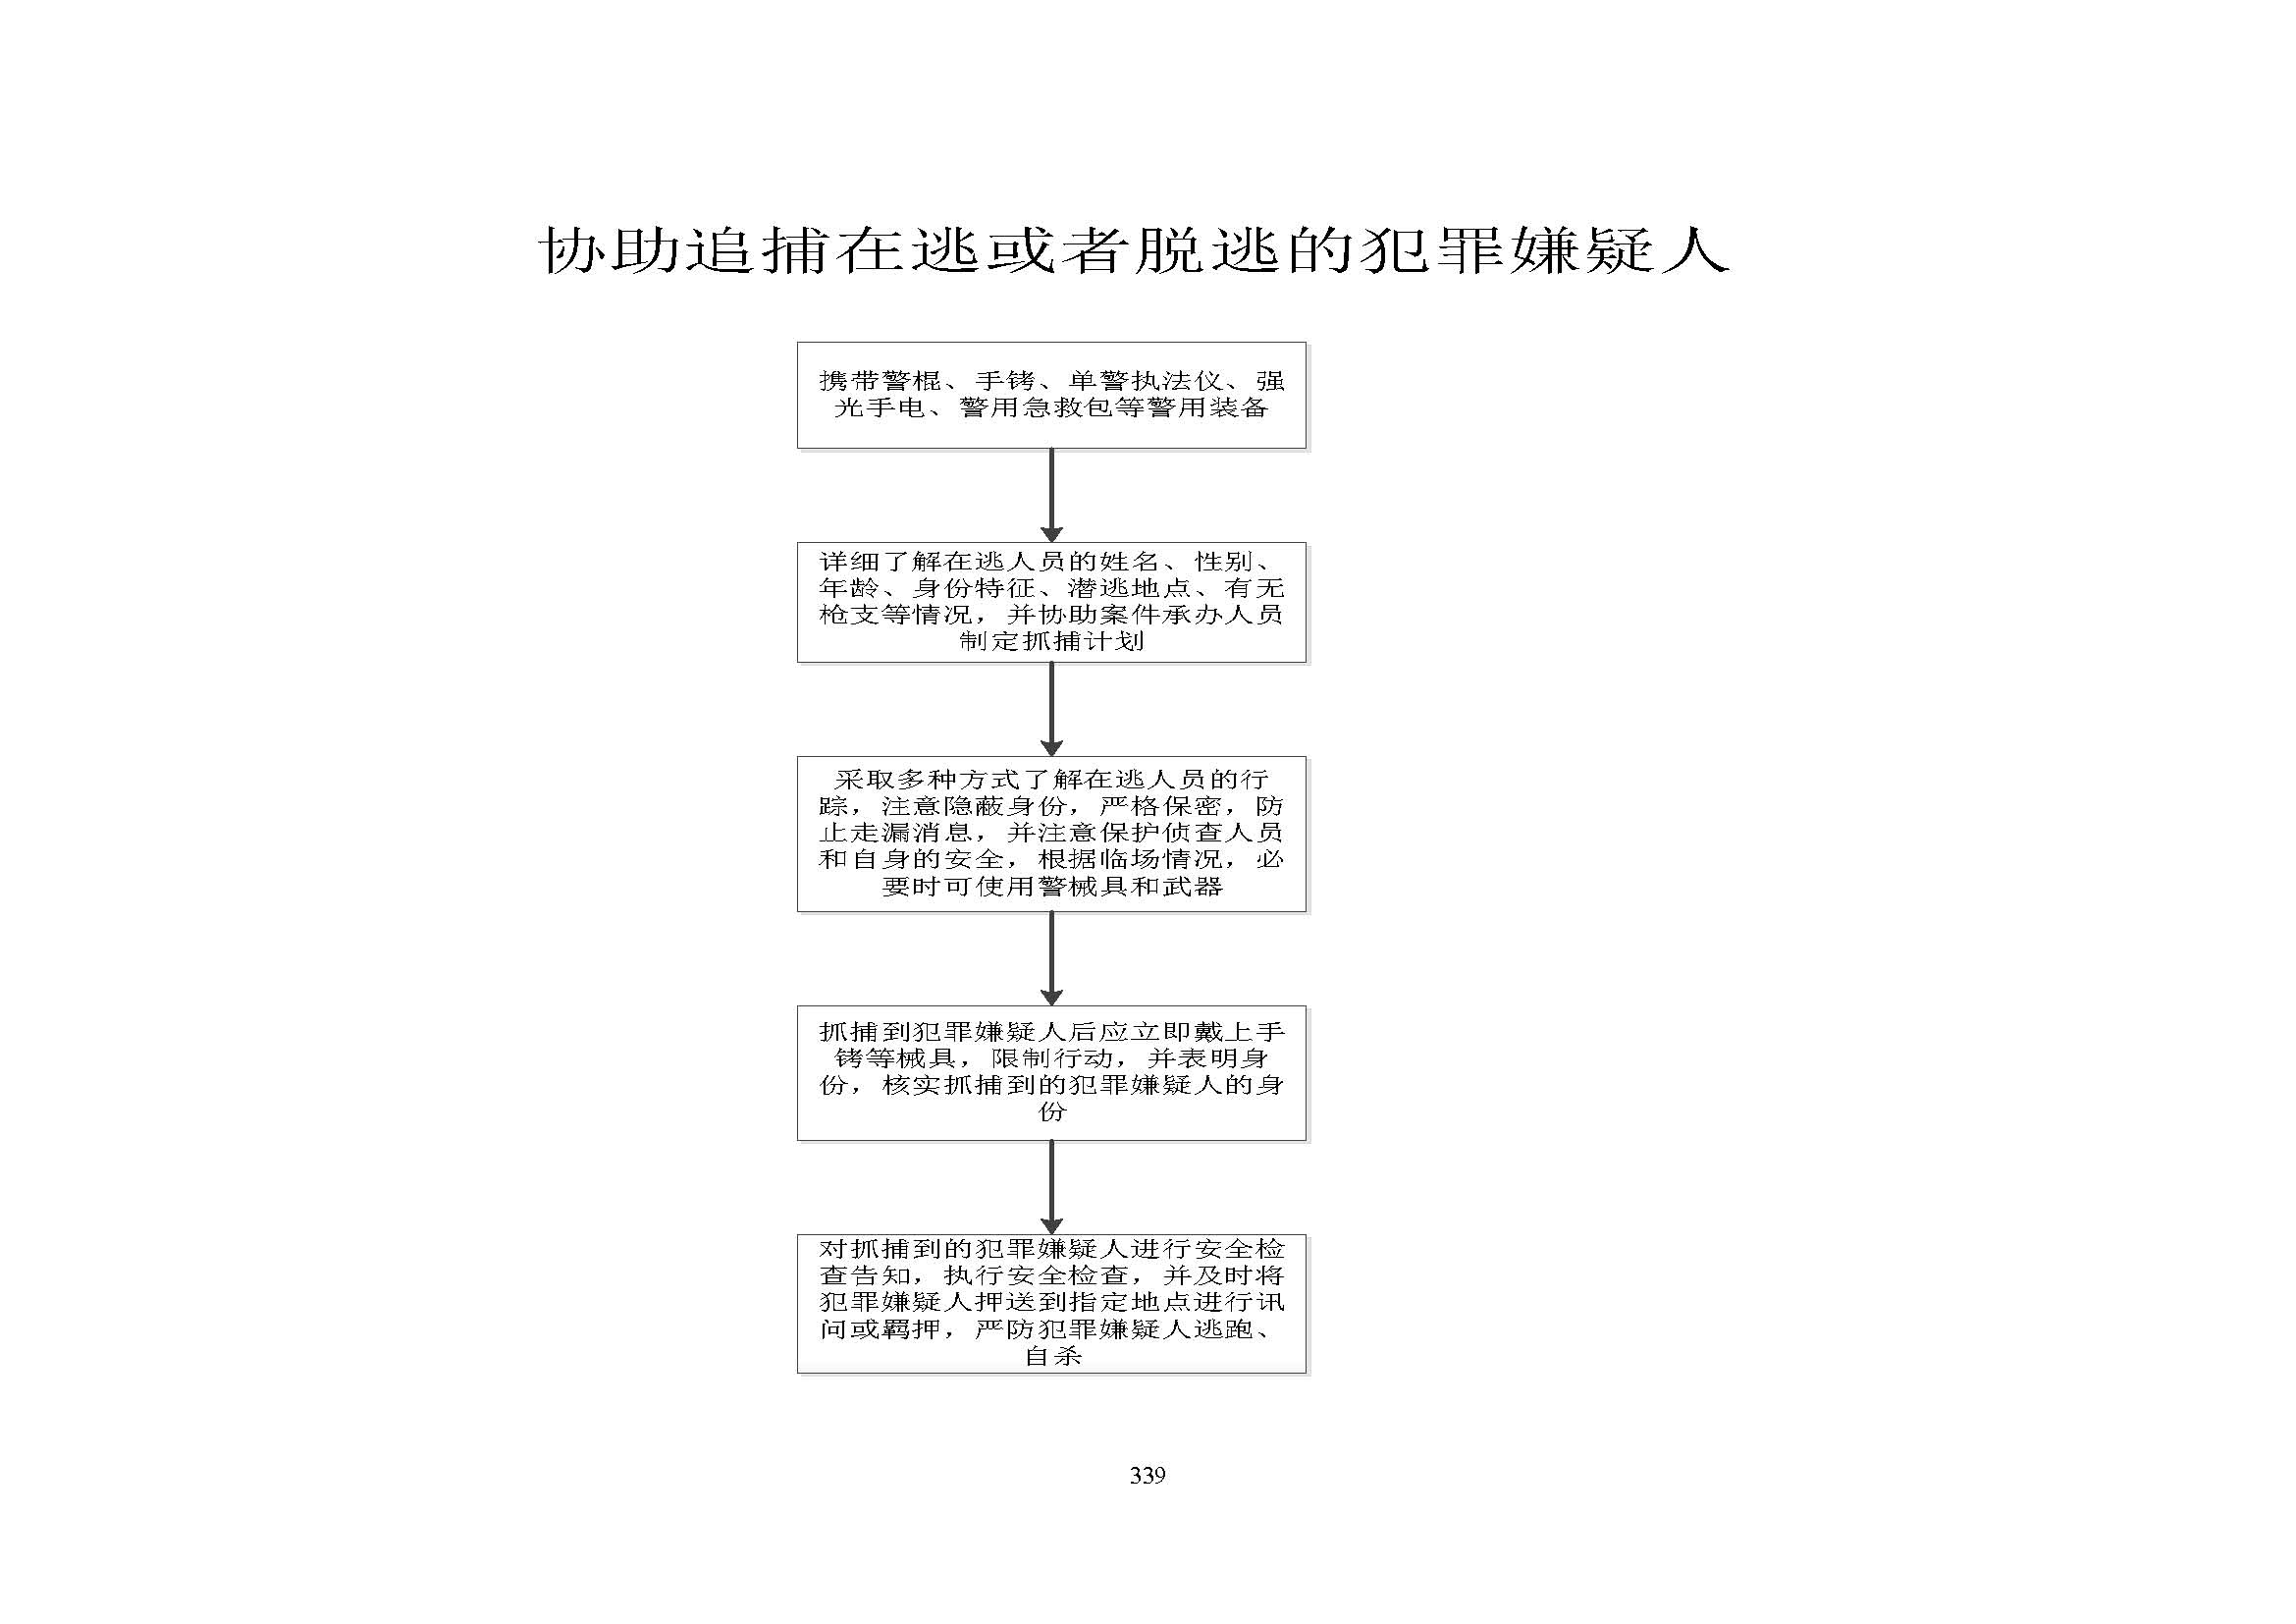 协助追捕在逃或者脱逃的犯罪嫌疑人
携带警棍、手铐、单警执法仪、强
光手电、警用急救包等警用装备
详细了解在逃人员的姓名、性别、
年龄、身份特征、潜逃地点、有无
枪支等情况，并协助案件承办人员
制定抓捕计划
采取多种方式了解在逃人员的行
踪，注意隐蔽身份，严格保密，防
止走漏消息，并注意保护侦查人员
和自身的安全，根据临场情况，必
要时可使用警械具和武器
抓捕到犯罪嫌疑人后应立即戴上手
铐等械具，限制行动，并表明身
份，核实抓捕到的犯罪嫌疑人的身
份
对抓捕到的犯罪嫌疑人进行安全检
查告知，执行安全检查，并及时将
犯罪嫌疑人押送到指定地点进行讯
问或羁押，严防犯罪嫌疑人逃跑、
自杀
339